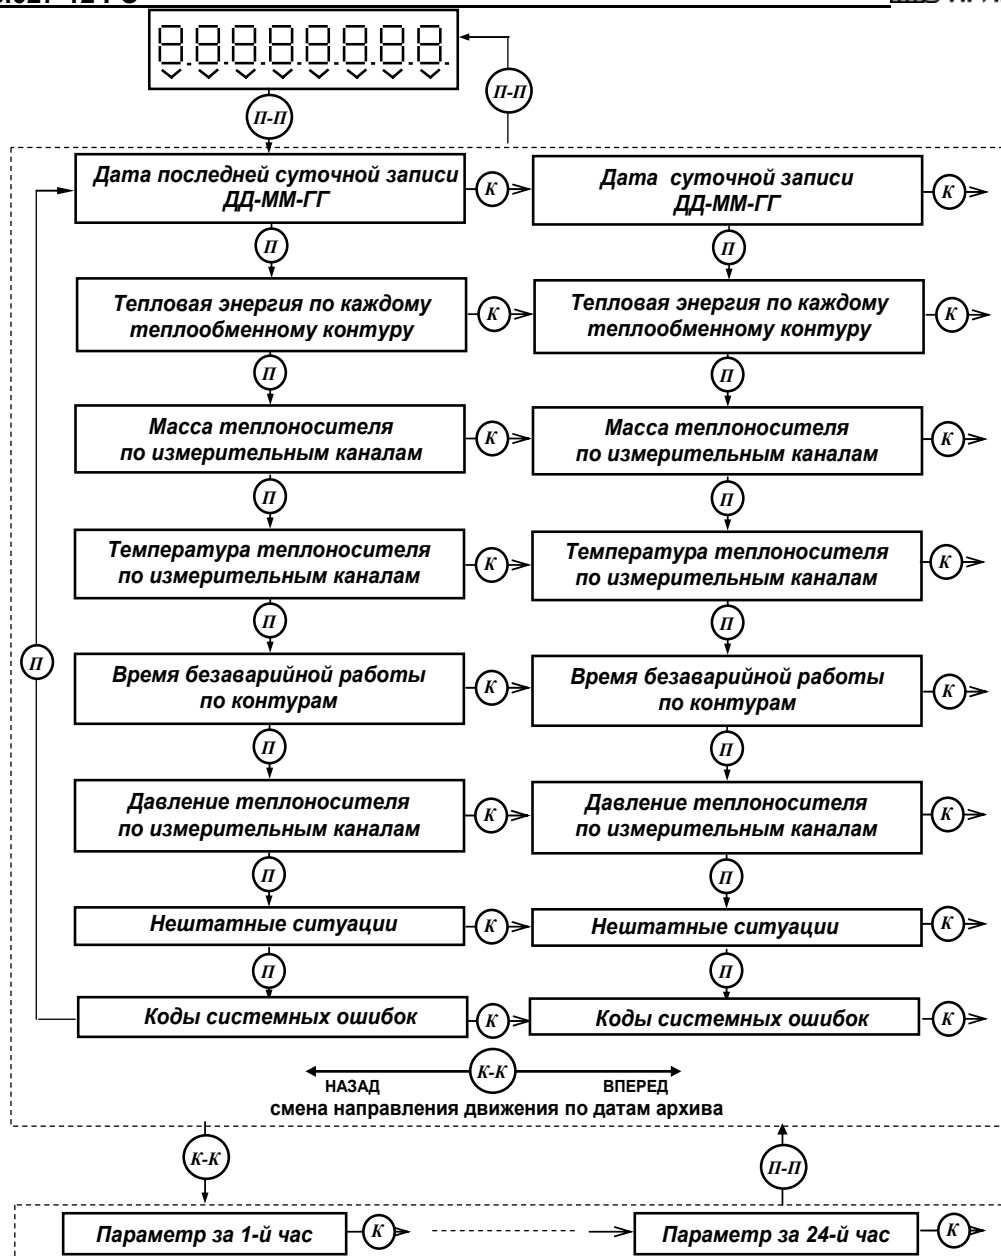 П-П
П-П
Дата последней суточной записи
ДД-ММ-ГГ
К
Дата суточной записи
ДД-ММ-ГГ
К
П
П
Тепловая энергия по каждому
теплообменному контуру
К
Тепловая энергия по каждому
теплообменному контуру
К
П
П
Масса теплоносителя
по измерительным каналам
К
Масса теплоносителя
по измерительным каналам
К
П
П
Температура теплоносителя
по измерительным каналам
К
Температура теплоносителя
по измерительным каналам
К
П
П
П
Время безаварийной работы
по контурам
К
Время безаварийной работы
по контурам
К
П
П
Давление теплоносителя
по измерительным каналам
К
Давление теплоносителя
по измерительным каналам
К
П
П
Нештатные ситуации
К
Нештатные ситуации
К
П
П
Коды системных ошибок
К
Коды системных ошибок
К
К-К
НАЗАД
ВПЕРЕД
смена направления движения по датам архива
К-К
П-П
Параметр за 1-й час
К
Параметр за 24-й час
К